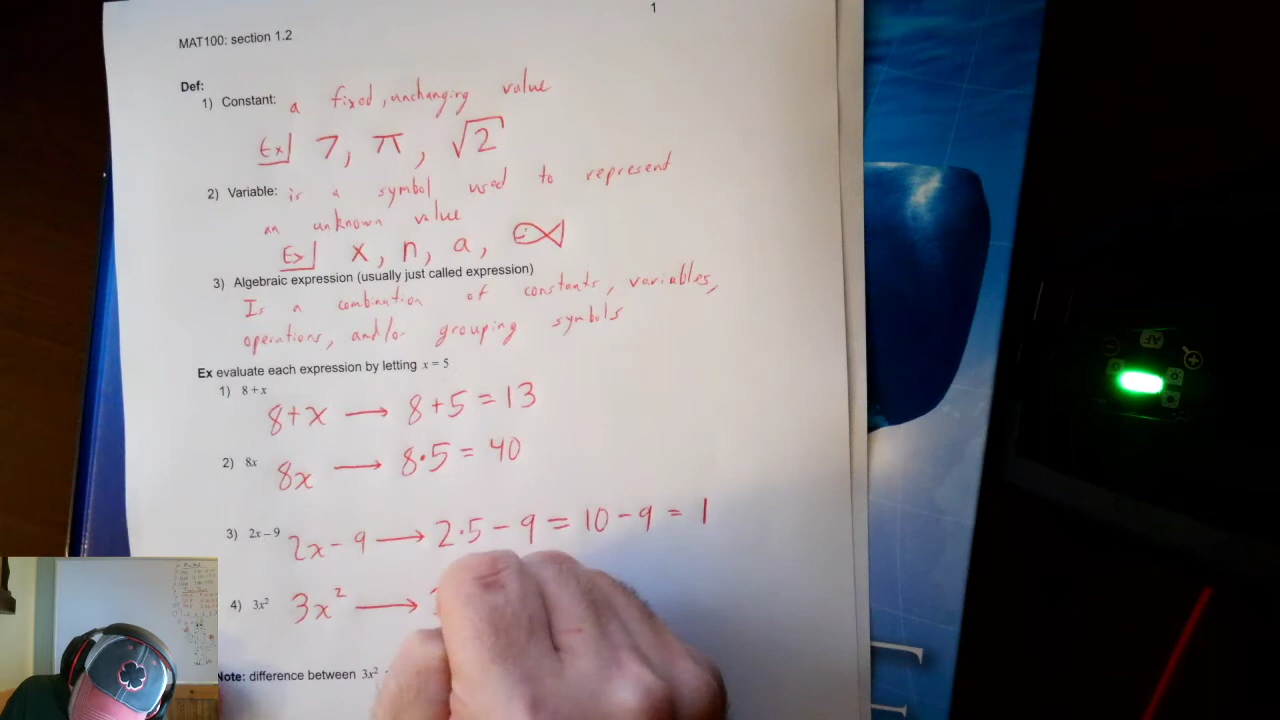 1
MAT100: section 1.2
Def:
1) Constant: a fixed, unchanging value
Ex 7, π, √2
2) Variable: is a symbol used to represent
an unknown value
Ex x, n, a,
3) Algebraic expression (usually just called expression)
Is a combination of constants, variables,
operations, and/or grouping symbols
Ex evaluate each expression by letting x = 5
1) 8 + x
8+x → 8+5 = 13
2) 8x
8x → 8·5 = 40
3) 2x − 9
2x − 9 → 2·5 − 9 = 10 − 9 = 1
4) 3x²
3x² →
Note: difference between 3x²
AF